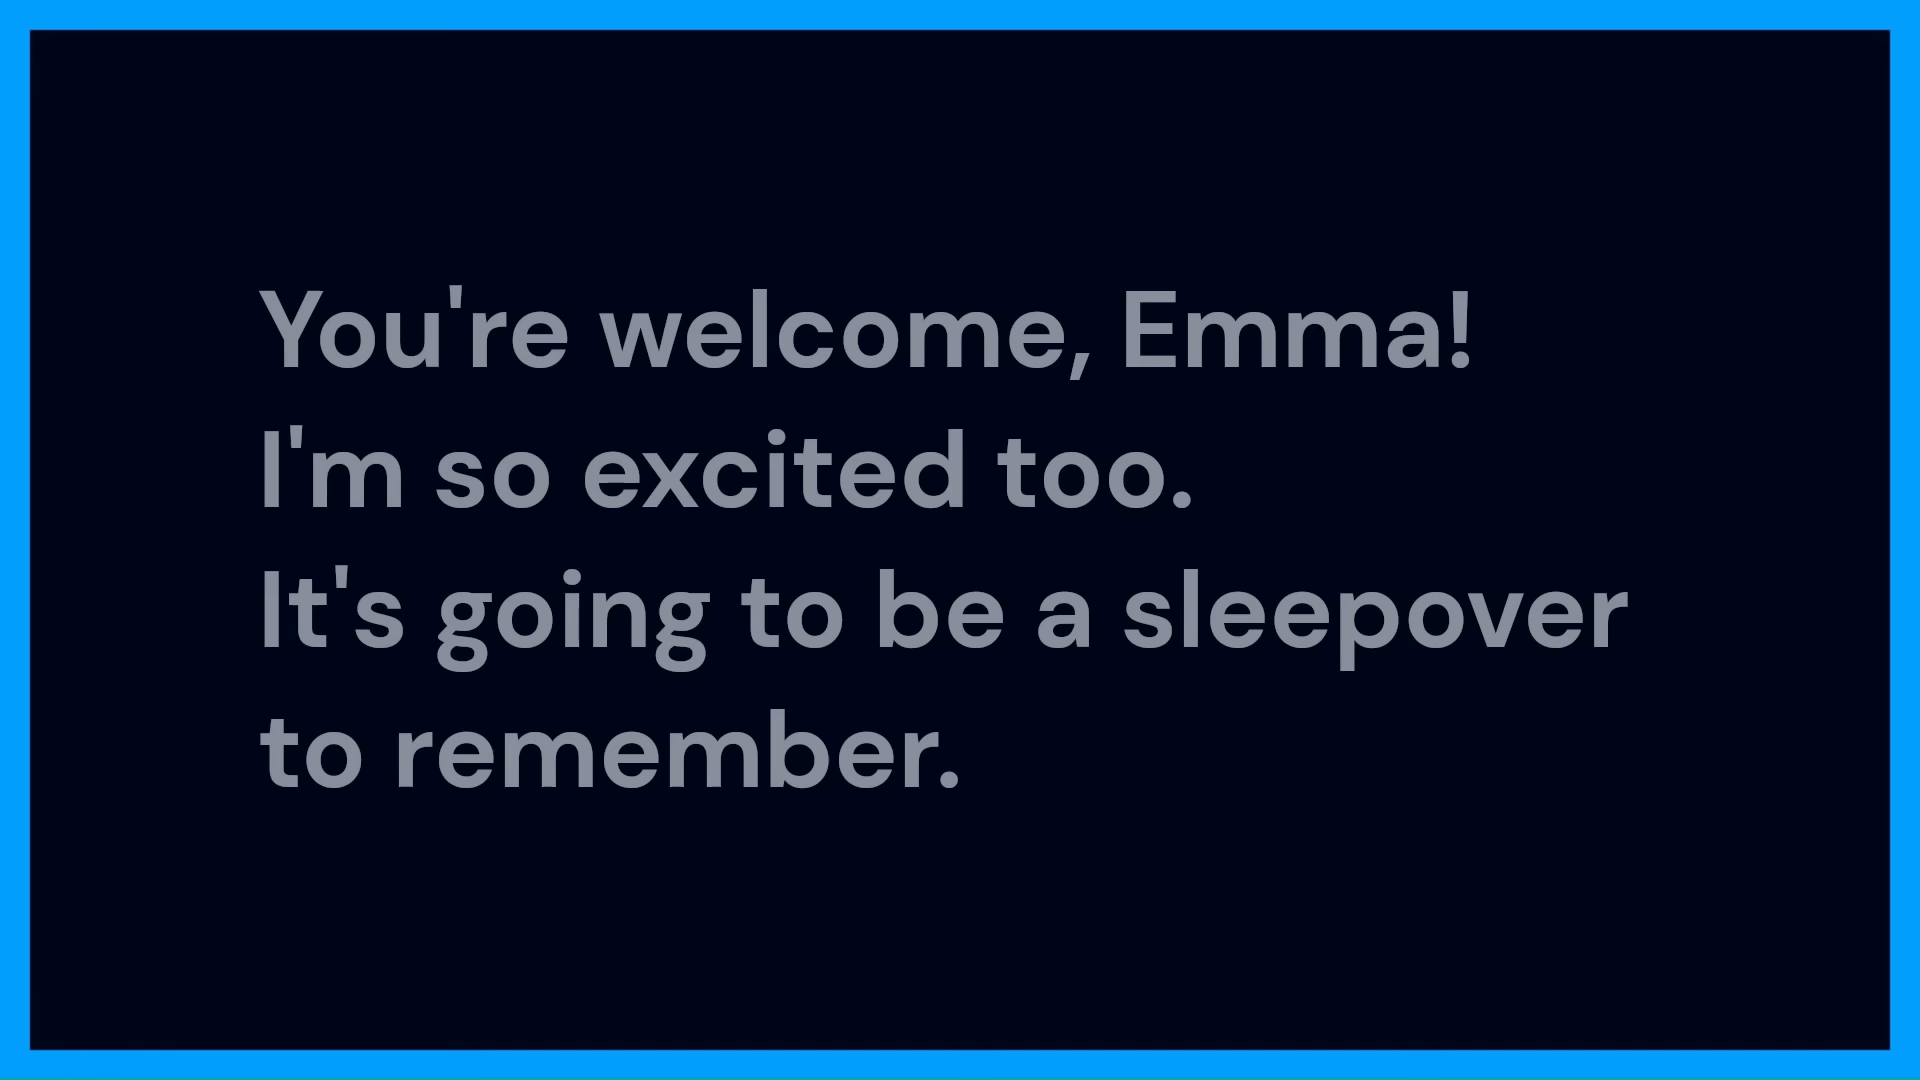 You're welcome, Emma!
I'm so excited too.
It's going to be a sleepover
to remember.